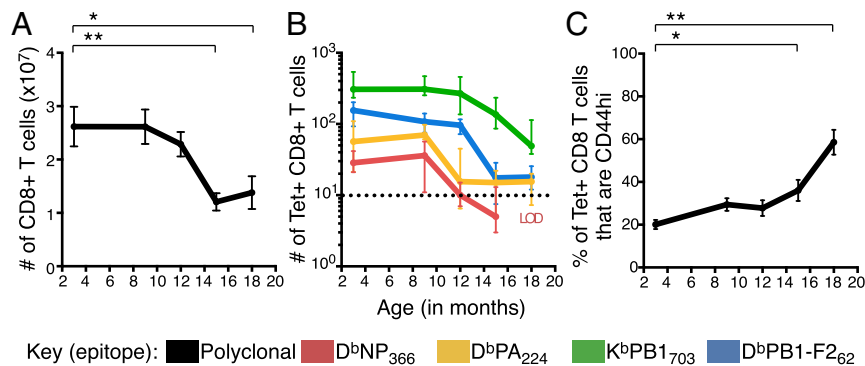 A
*
**
# of CD8+ T cells (x10⁷)
4
3
2
1
0
2 4 6 8 10 12 14 16 18 20
B
# of Tet+ CD8+ T cells
10³
10²
10¹
10⁰
LOD
2 4 6 8 10 12 14 16 18 20
Age (in months)
C
**
*
% of Tet+ CD8 T cells
that are CD44hi
100
80
60
40
20
0
2 4 6 8 10 12 14 16 18 20
Key (epitope): Polyclonal DᵇNP₃₆₆ DᵇPA₂₂₄ KᵇPB1₇₀₃ DᵇPB1-F2₆₂